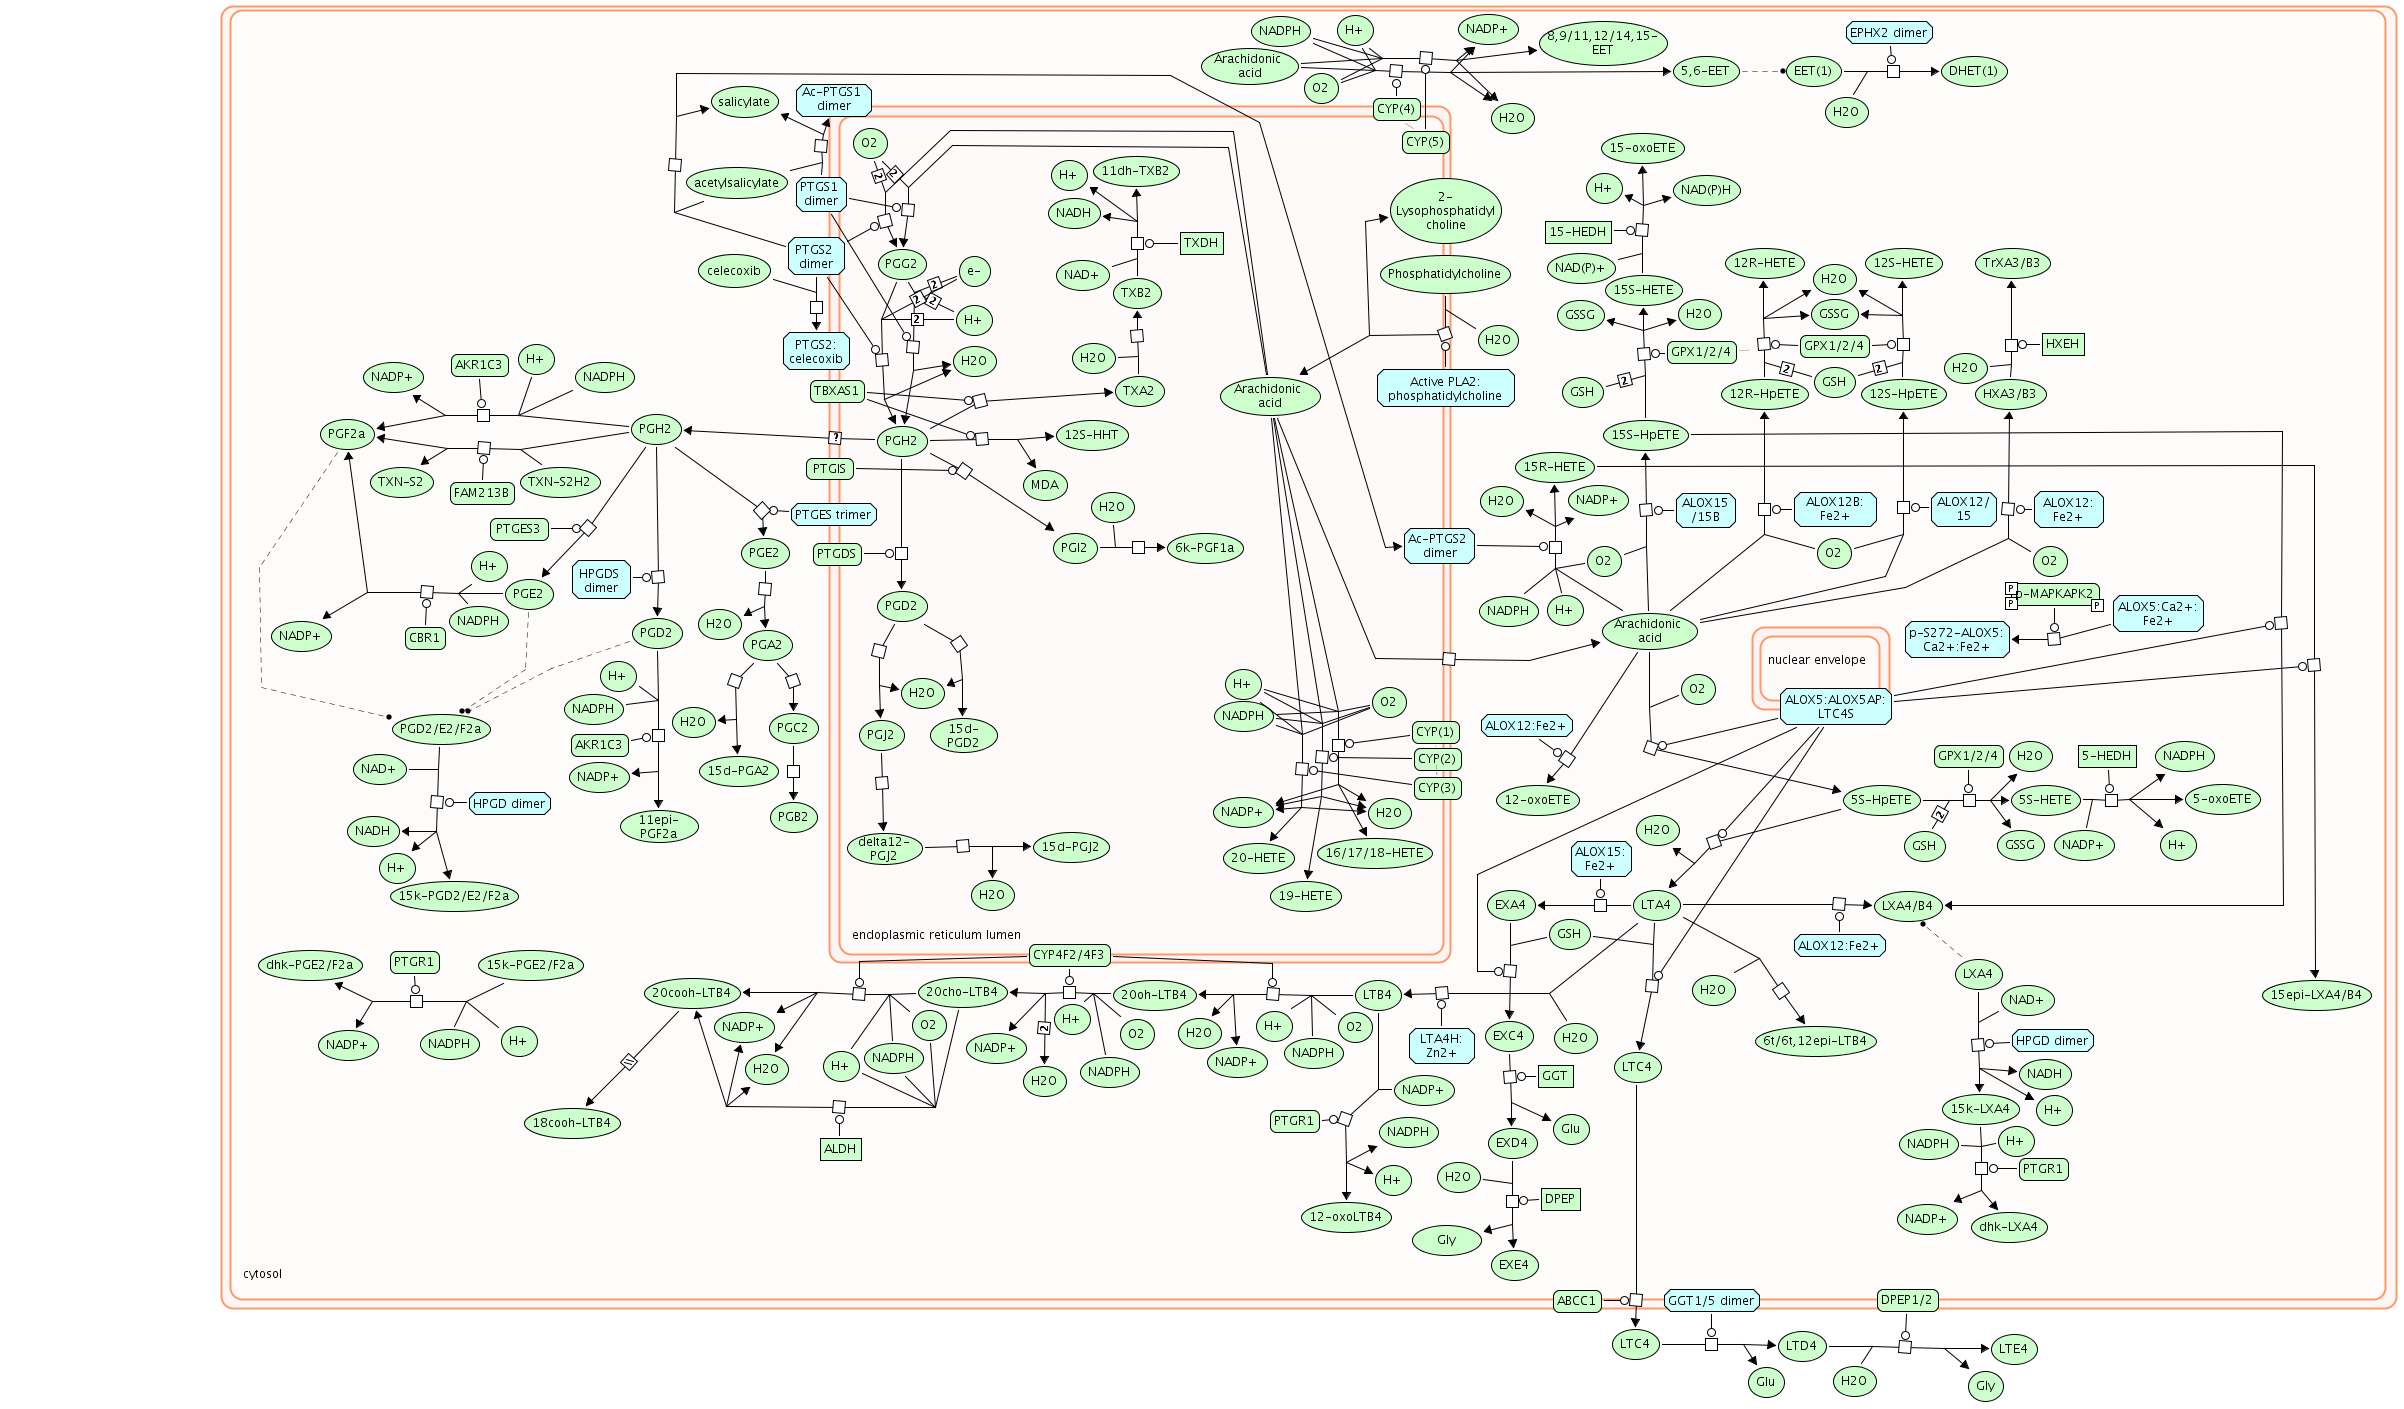 NADPH
H+
NADP+
8,9/11,12/14,15-
EET
EPHX2 dimer
Arachidonic
acid
O2
5,6-EET
EET(1)
DHET(1)
CYP(4)
H2O
H2O
CYP(5)
salicylate
Ac-PTGS1
dimer
O2
acetylsalicylate
PTGS1
dimer
H+
11dh-TXB2
NADH
TXDH
2
2
2-
Lysophosphatidyl
choline
15-oxoETE
H+
NAD(P)H
15-HEDH
PTGS2
dimer
celecoxib
PGG2
e-
NAD+
TXB2
Phosphatidylcholine
NAD(P)+
15S-HETE
12R-HETE
H2O
12S-HETE
TrXA3/B3
2
2
2
2
H+
GSSG
H2O
GSSG
H2O
PTGS2:
celecoxib
H2O
H2O
GPX1/2/4
GPX1/2/4
HXEH
H2O
AKR1C3
H+
NADP+
NADPH
TBXAS1
TXA2
Arachidonic
acid
Active PLA2:
phosphatidylcholine
GSH
2
2
GSH
2
12R-HpETE
12S-HpETE
HXA3/B3
PGF2a
PGH2
?
PGH2
12S-HHT
15S-HpETE
PTGIS
MDA
15R-HETE
TXN-S2
FAM213B
TXN-S2H2
PTGES3
PTGES trimer
H2O
H2O
NADP+
ALOX15
/15B
ALOX12B:
Fe2+
ALOX12/
15
ALOX12:
Fe2+
PGE2
PTGDS
PGI2
6k-PGF1a
Ac-PTGS2
dimer
O2
O2
O2
H+
HPGDS
dimer
PGE2
NADPH
CBR1
NADP+
H2O
PGD2
NADPH
H+
P
P
p-MAPKAPK2
P
ALOX5:Ca2+:
Fe2+
PGD2
PGA2
Arachidonic
acid
p-S272-ALOX5:
Ca2+:Fe2+
nuclear envelope
H+
NADPH
H2O
PGC2
H2O
H+
NADPH
O2
O2
ALOX5:ALOX5AP:
LTC4S
PGD2/E2/F2a
AKR1C3
PGJ2
15d-
PGD2
CYP(1)
CYP(2)
CYP(3)
ALOX12:Fe2+
NAD+
NADP+
15d-PGA2
GPX1/2/4
H2O
5-HEDH
NADPH
HPGD dimer
PGB2
NADP+
H2O
12-oxoETE
5S-HpETE
5S-HETE
5-oxoETE
2
NADH
11epi-
PGF2a
H2O
GSH
GSSG
NADP+
H+
H+
delta12-
PGJ2
15d-PGJ2
20-HETE
16/17/18-HETE
ALOX15:
Fe2+
15k-PGD2/E2/F2a
H2O
19-HETE
EXA4
LTA4
LXA4/B4
endoplasmic reticulum lumen
GSH
ALOX12:Fe2+
CYP4F2/4F3
dhk-PGE2/F2a
PTGR1
15k-PGE2/F2a
LXA4
20cooh-LTB4
20cho-LTB4
20oh-LTB4
LTB4
H2O
15epi-LXA4/B4
NAD+
NADP+
O2
H+
O2
H2O
H+
O2
NADP+
NADPH
H+
NADP+
2
NADPH
NADP+
NADPH
LTA4H:
Zn2+
EXC4
H2O
6t/6t,12epi-LTB4
HPGD dimer
H2O
H+
NADPH
H2O
GGT
LTC4
NADH
NADP+
18cooh-LTB4
PTGR1
15k-LXA4
H+
ALDH
NADPH
EXD4
Glu
NADPH
H+
PTGR1
H+
H2O
DPEP
12-oxoLTB4
NADP+
dhk-LXA4
Gly
EXE4
cytosol
ABCC1
GGT1/5 dimer
DPEP1/2
LTC4
LTD4
LTE4
Glu
H2O
Gly